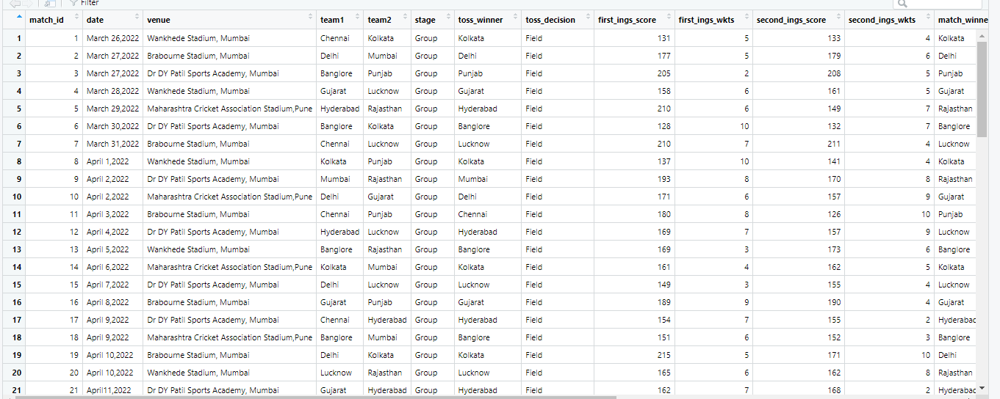 Filter
match_id date venue team1 team2 stage toss_winner toss_decision first_ings_score first_ings_wkts second_ings_score second_ings_wkts match_winne
1 1 March 26,2022 Wankhede Stadium, Mumbai Chennai Kolkata Group Kolkata Field 131 5 133 4 Kolkata
2 2 March 27,2022 Brabourne Stadium, Mumbai Delhi Mumbai Group Delhi Field 177 5 179 6 Delhi
3 3 March 27,2022 Dr DY Patil Sports Academy, Mumbai Banglore Punjab Group Punjab Field 205 2 208 5 Punjab
4 4 March 28,2022 Wankhede Stadium, Mumbai Gujarat Lucknow Group Gujarat Field 158 6 161 5 Gujarat
5 5 March 29,2022 Maharashtra Cricket Association Stadium,Pune Hyderabad Rajasthan Group Hyderabad Field 210 6 149 7 Rajasthan
6 6 March 30,2022 Dr DY Patil Sports Academy, Mumbai Banglore Kolkata Group Banglore Field 128 10 132 7 Banglore
7 7 March 31,2022 Brabourne Stadium, Mumbai Chennai Lucknow Group Lucknow Field 210 7 211 4 Lucknow
8 8 April 1,2022 Wankhede Stadium, Mumbai Kolkata Punjab Group Kolkata Field 137 10 141 4 Kolkata
9 9 April 2,2022 Dr DY Patil Sports Academy, Mumbai Mumbai Rajasthan Group Mumbai Field 193 8 170 8 Rajasthan
10 10 April 2,2022 Maharashtra Cricket Association Stadium,Pune Delhi Gujarat Group Delhi Field 171 6 157 9 Gujarat
11 11 April 3,2022 Brabourne Stadium, Mumbai Chennai Punjab Group Chennai Field 180 8 126 10 Punjab
12 12 April 4,2022 Dr DY Patil Sports Academy, Mumbai Hyderabad Lucknow Group Hyderabad Field 169 7 157 9 Lucknow
13 13 April 5,2022 Wankhede Stadium, Mumbai Banglore Rajasthan Group Banglore Field 169 3 173 6 Banglore
14 14 April 6,2022 Maharashtra Cricket Association Stadium,Pune Kolkata Mumbai Group Kolkata Field 161 4 162 5 Kolkata
15 15 April 7,2022 Dr DY Patil Sports Academy, Mumbai Delhi Lucknow Group Lucknow Field 149 3 155 4 Lucknow
16 16 April 8,2022 Brabourne Stadium, Mumbai Gujarat Punjab Group Gujarat Field 189 9 190 4 Gujarat
17 17 April 9,2022 Dr DY Patil Sports Academy, Mumbai Chennai Hyderabad Group Hyderabad Field 154 7 155 2 Hyderabad
18 18 April 9,2022 Maharashtra Cricket Association Stadium,Pune Banglore Mumbai Group Banglore Field 151 6 152 3 Banglore
19 19 April 10,2022 Brabourne Stadium, Mumbai Delhi Kolkata Group Kolkata Field 215 5 171 10 Delhi
20 20 April 10,2022 Wankhede Stadium, Mumbai Lucknow Rajasthan Group Lucknow Field 165 6 162 8 Rajasthan
21 21 April11,2022 Dr DY Patil Sports Academy, Mumbai Gujarat Hyderabad Group Hyderabad Field 162 7 168 2 Hyderabad